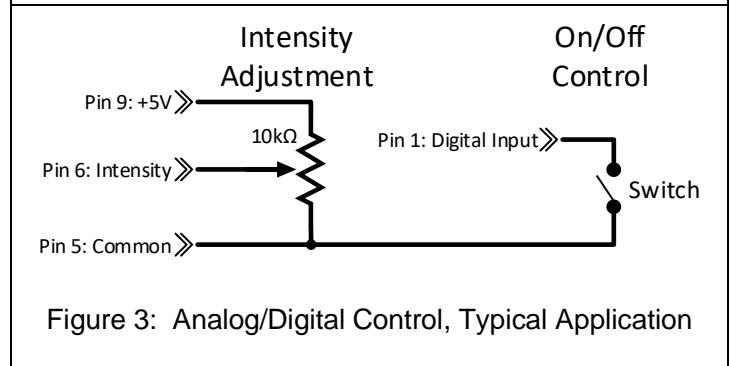 Intensity
Adjustment
On/Off
Control
Pin 9: +5V
10kΩ
Pin 1: Digital Input
Pin 6: Intensity
Switch
Pin 5: Common
Figure 3: Analog/Digital Control, Typical Application